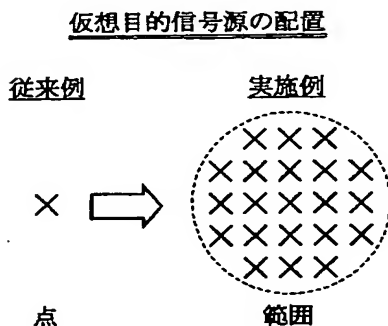 仮想目的信号源の配置
従来例
実施例
点
範囲